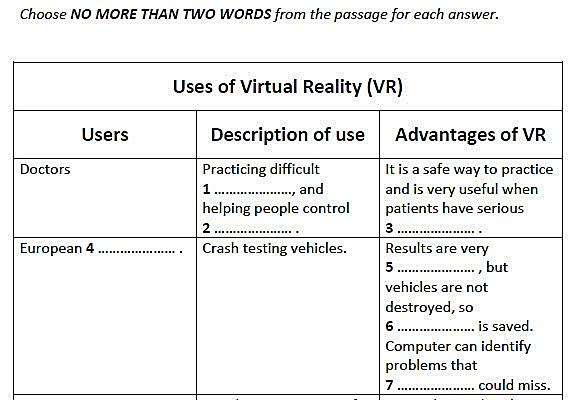 Choose NO MORE THAN TWO WORDS from the passage for each answer.
Uses of Virtual Reality (VR)
Users
Description of use
Advantages of VR
Doctors
Practicing difficult
1 ......................, and
helping people control
2 ...................... .
It is a safe way to practice
and is very useful when
patients have serious
3 ...................... .
European 4 ...................... .
Crash testing vehicles.
Results are very
5 ...................... , but
vehicles are not
destroyed, so
6 ...................... is saved.
Computer can identify
problems that
7 ...................... could miss.